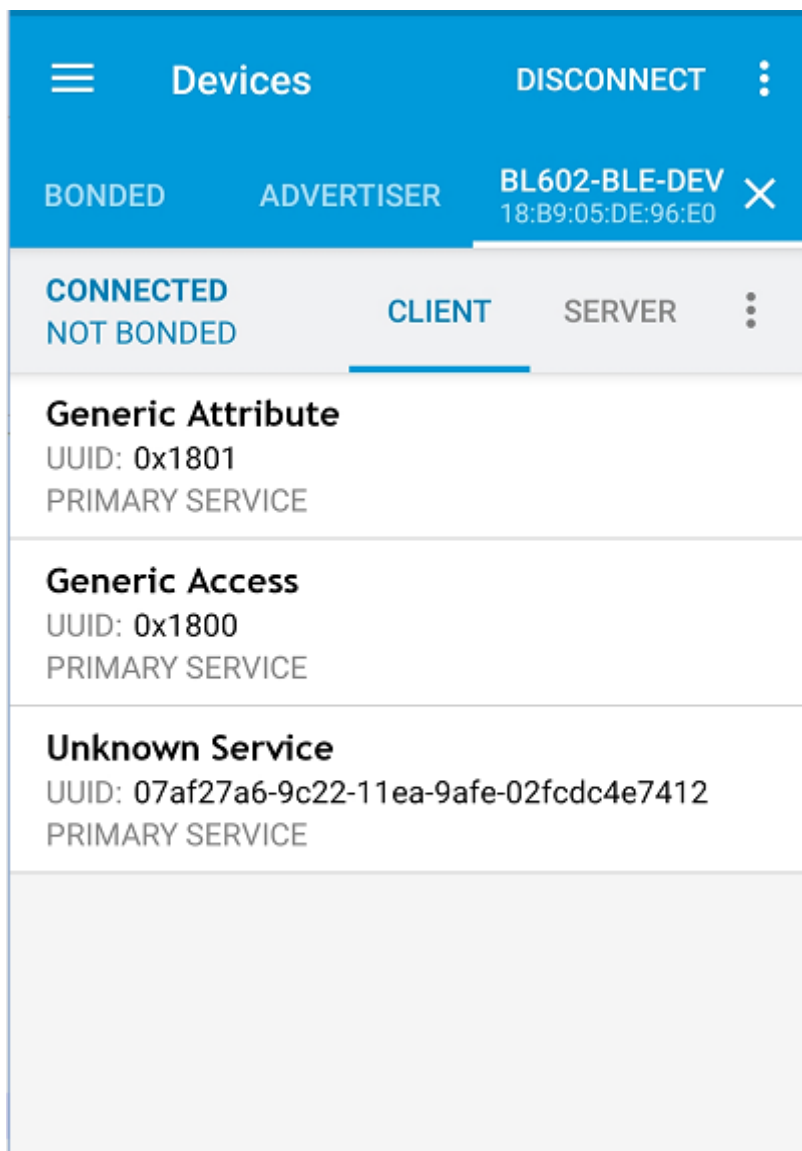 Devices DISCONNECT
BONDED ADVERTISER BL602-BLE-DEV
18:B9:05:DE:96:E0
CONNECTED
NOT BONDED
CLIENT SERVER
Generic Attribute
UUID: 0x1801
PRIMARY SERVICE
Generic Access
UUID: 0x1800
PRIMARY SERVICE
Unknown Service
UUID: 07af27a6-9c22-11ea-9afe-02fcdc4e7412
PRIMARY SERVICE